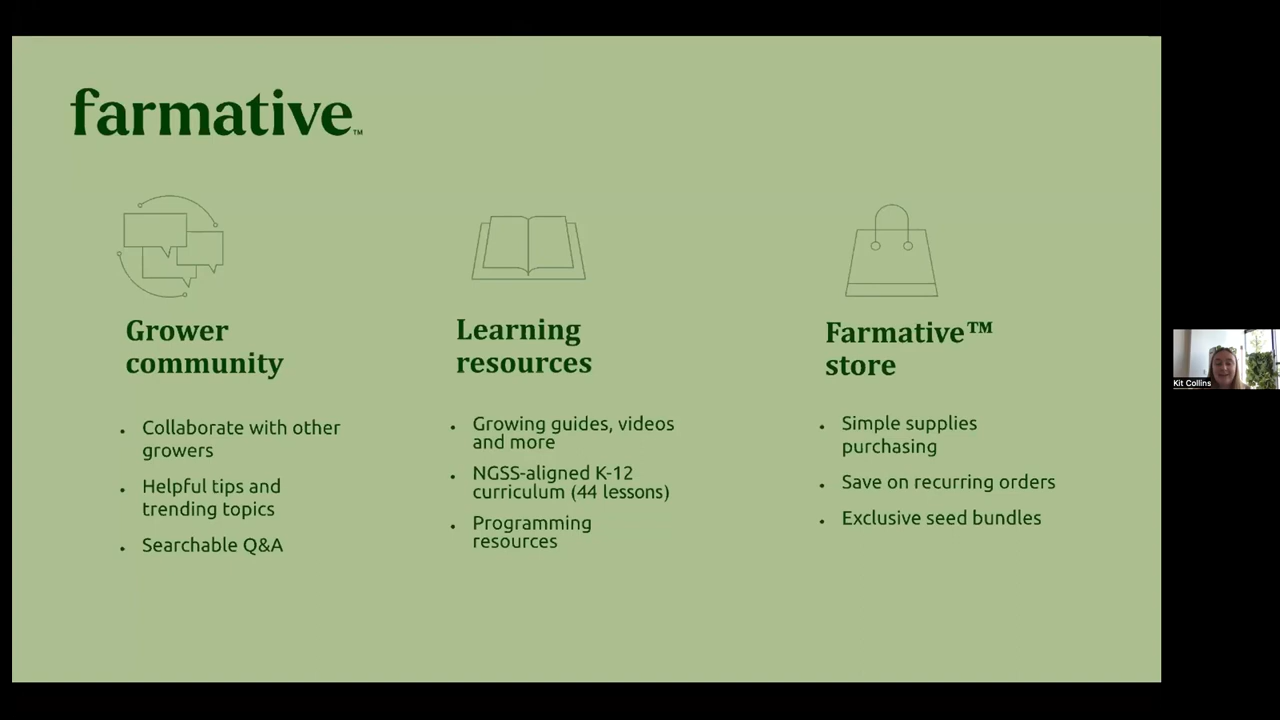 farmative™
Grower
community
Collaborate with other
growers
Helpful tips and
trending topics
Searchable Q&A
Learning
resources
Growing guides, videos
and more
NGSS-aligned K-12
curriculum (44 lessons)
Programming
resources
Farmative™
store
Simple supplies
purchasing
Save on recurring orders
Exclusive seed bundles
Kit Collins